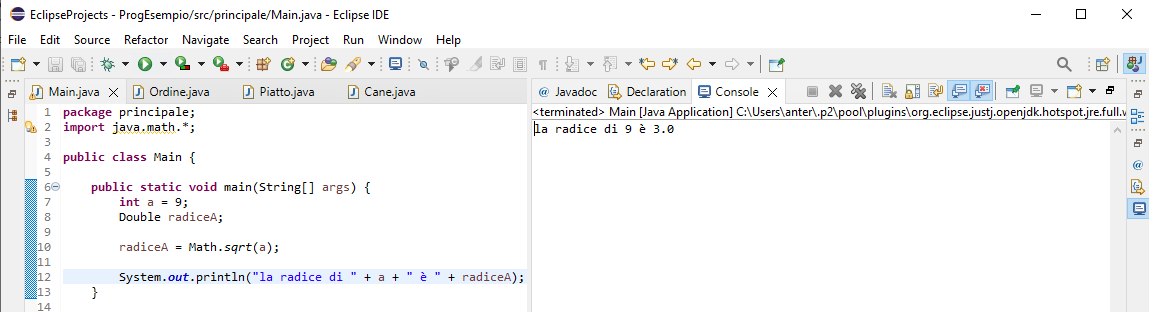 EclipseProjects - ProgEsempio/src/principale/Main.java - Eclipse IDE
File Edit Source Refactor Navigate Search Project Run Window Help
Main.java Ordine.java Piatto.java Cane.java
1 package principale;
2 import java.math.*;
3
4 public class Main {
5
6 public static void main(String[] args) {
7 int a = 9;
8 Double radiceA;
9
10 radiceA = Math.sqrt(a);
11
12 System.out.println("la radice di " + a + " è " + radiceA);
13 }
14
@ Javadoc Declaration Console
<terminated> Main [Java Application] C:\Users\anter\.p2\pool\plugins\org.eclipse.justj.openjdk.hotspot.jre.full.w
la radice di 9 è 3.0